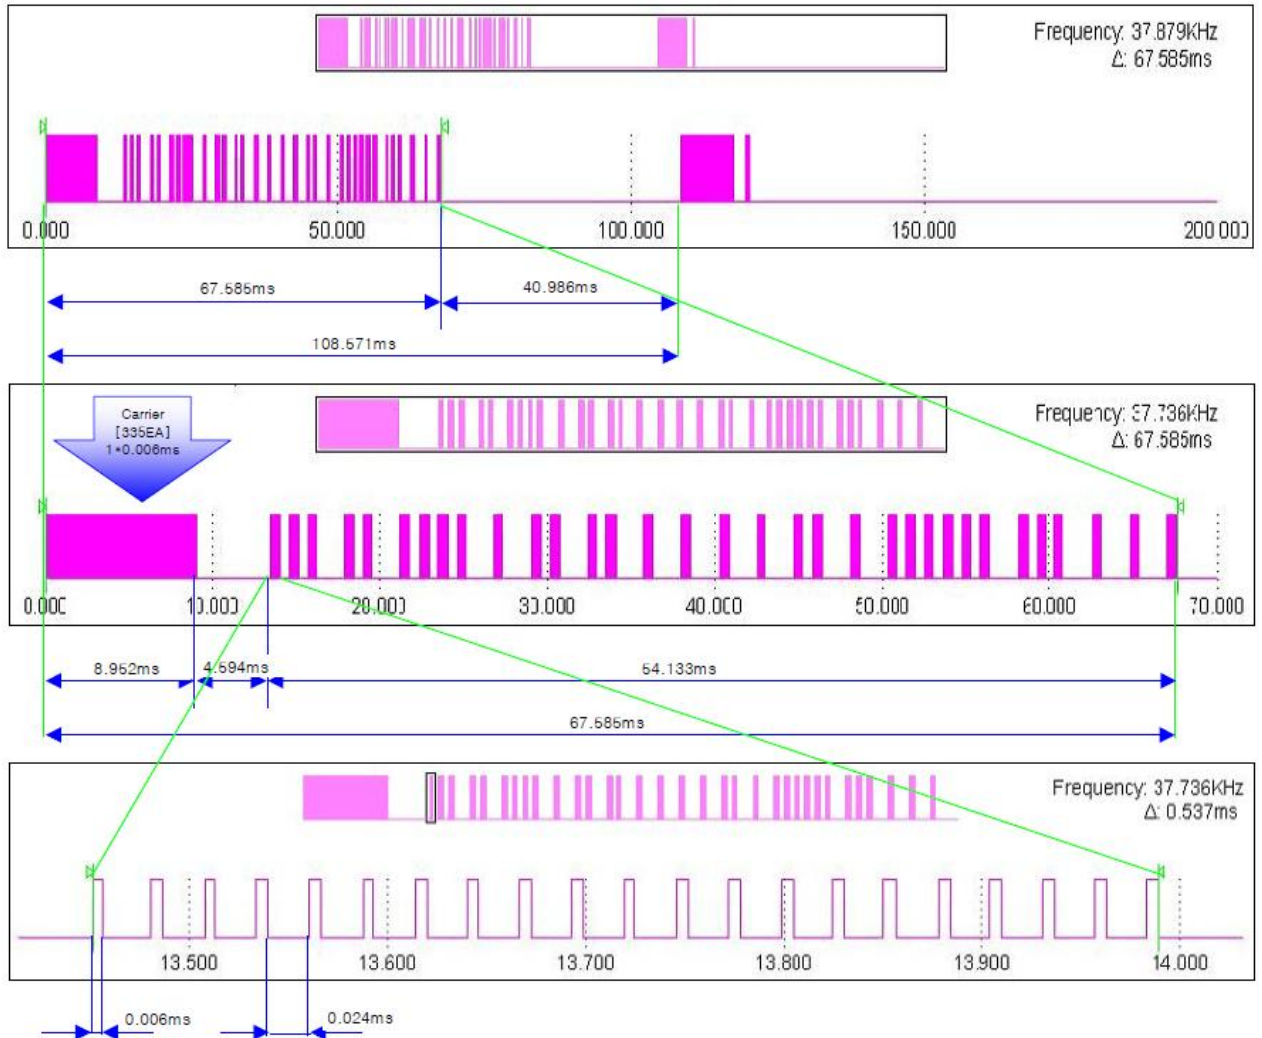 Frequency: 37.879KHz
Δ: 67.585ms
0.000 50.000 100.000 150.000 200.000
67.585ms 40.986ms
108.571ms
Carrier
[335EA]
1*0.006ms
Frequency: 37.736KHz
Δ: 67.585ms
0.000 10.000 20.000 30.000 40.000 50.000 60.000 70.000
8.952ms 4.594ms 54.133ms
67.585ms
Frequency: 37.736KHz
Δ: 0.537ms
13.500 13.600 13.700 13.800 13.900 14.000
0.006ms 0.024ms